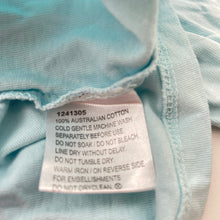 1241305
100% AUSTRALIAN COTTON
COLD GENTLE MACHINE WASH
SEPARATELY BEFORE USE
DO NOT SOAK / DO NOT BLEACH
LINE DRY WITHOUT DELAY.
DO NOT TUMBLE DRY
WARM IRON / ON REVERSE SIDE
FOR EMBELLISHMENTS
DO NOT DRYCLEAN.